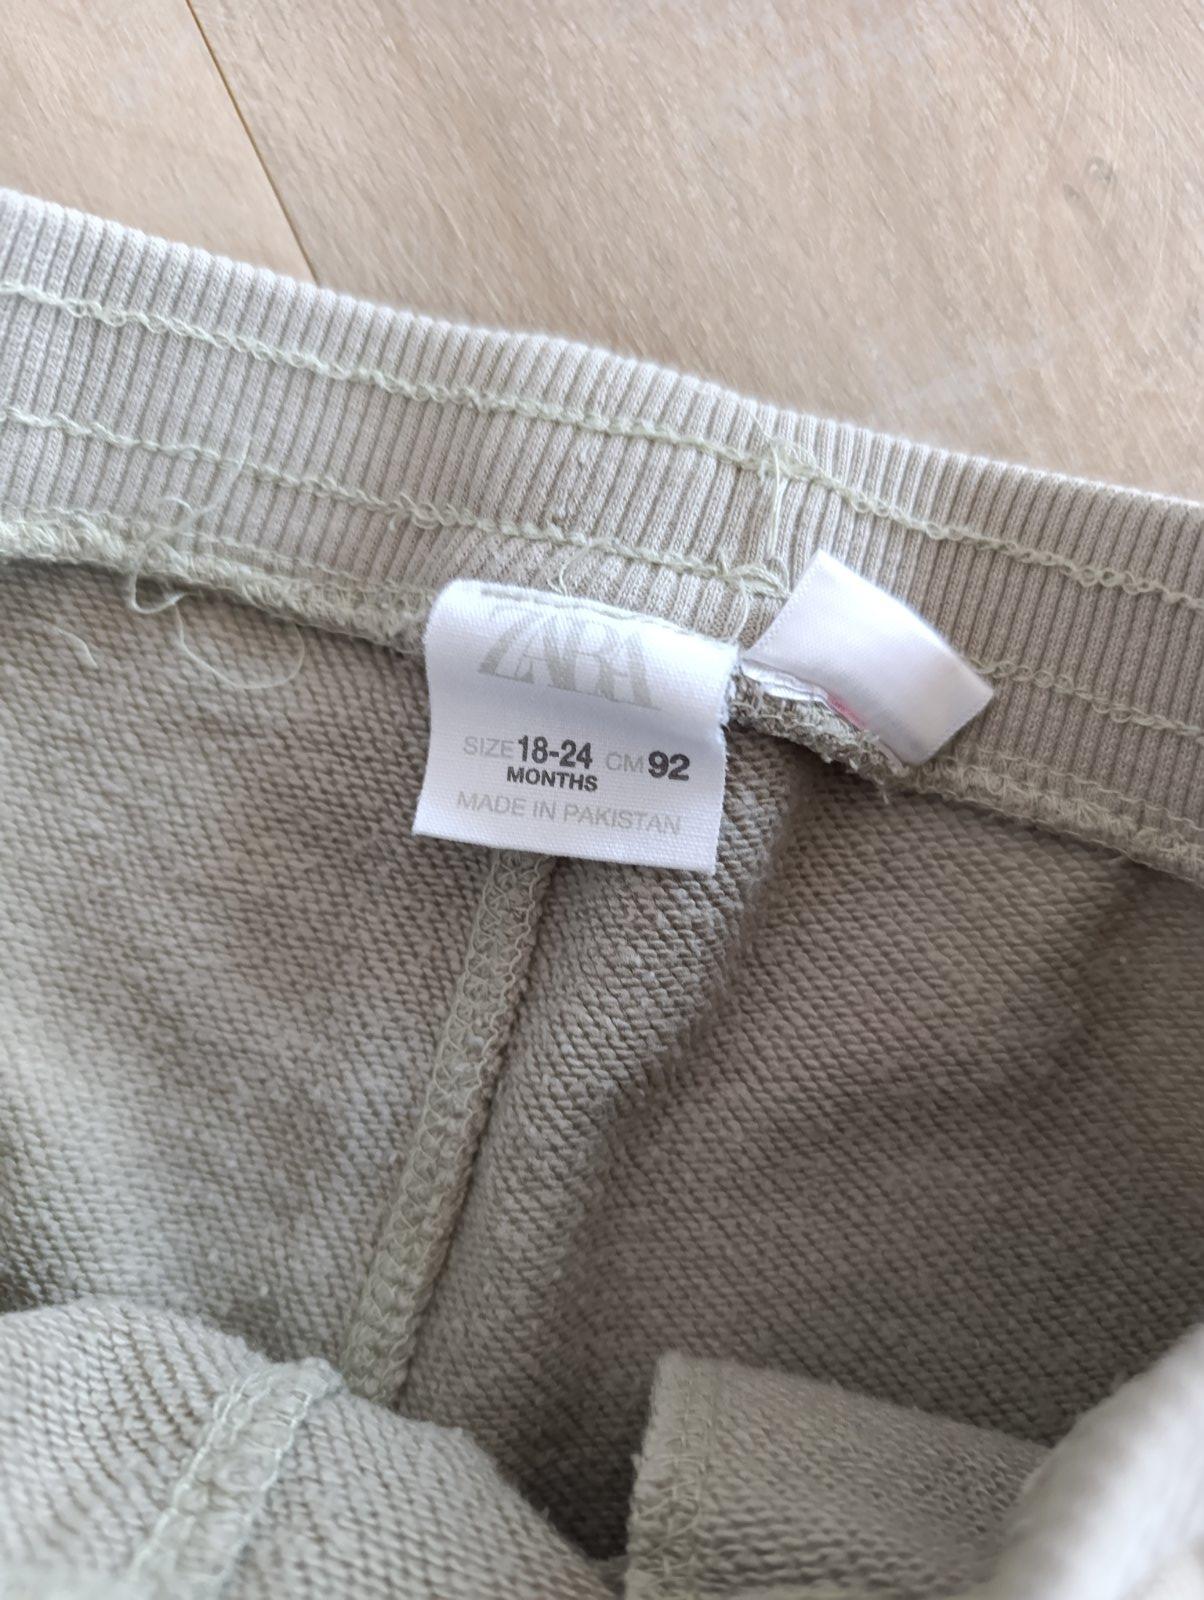 ZARA
SIZE 18-24 CM 92
MONTHS
MADE IN PAKISTAN